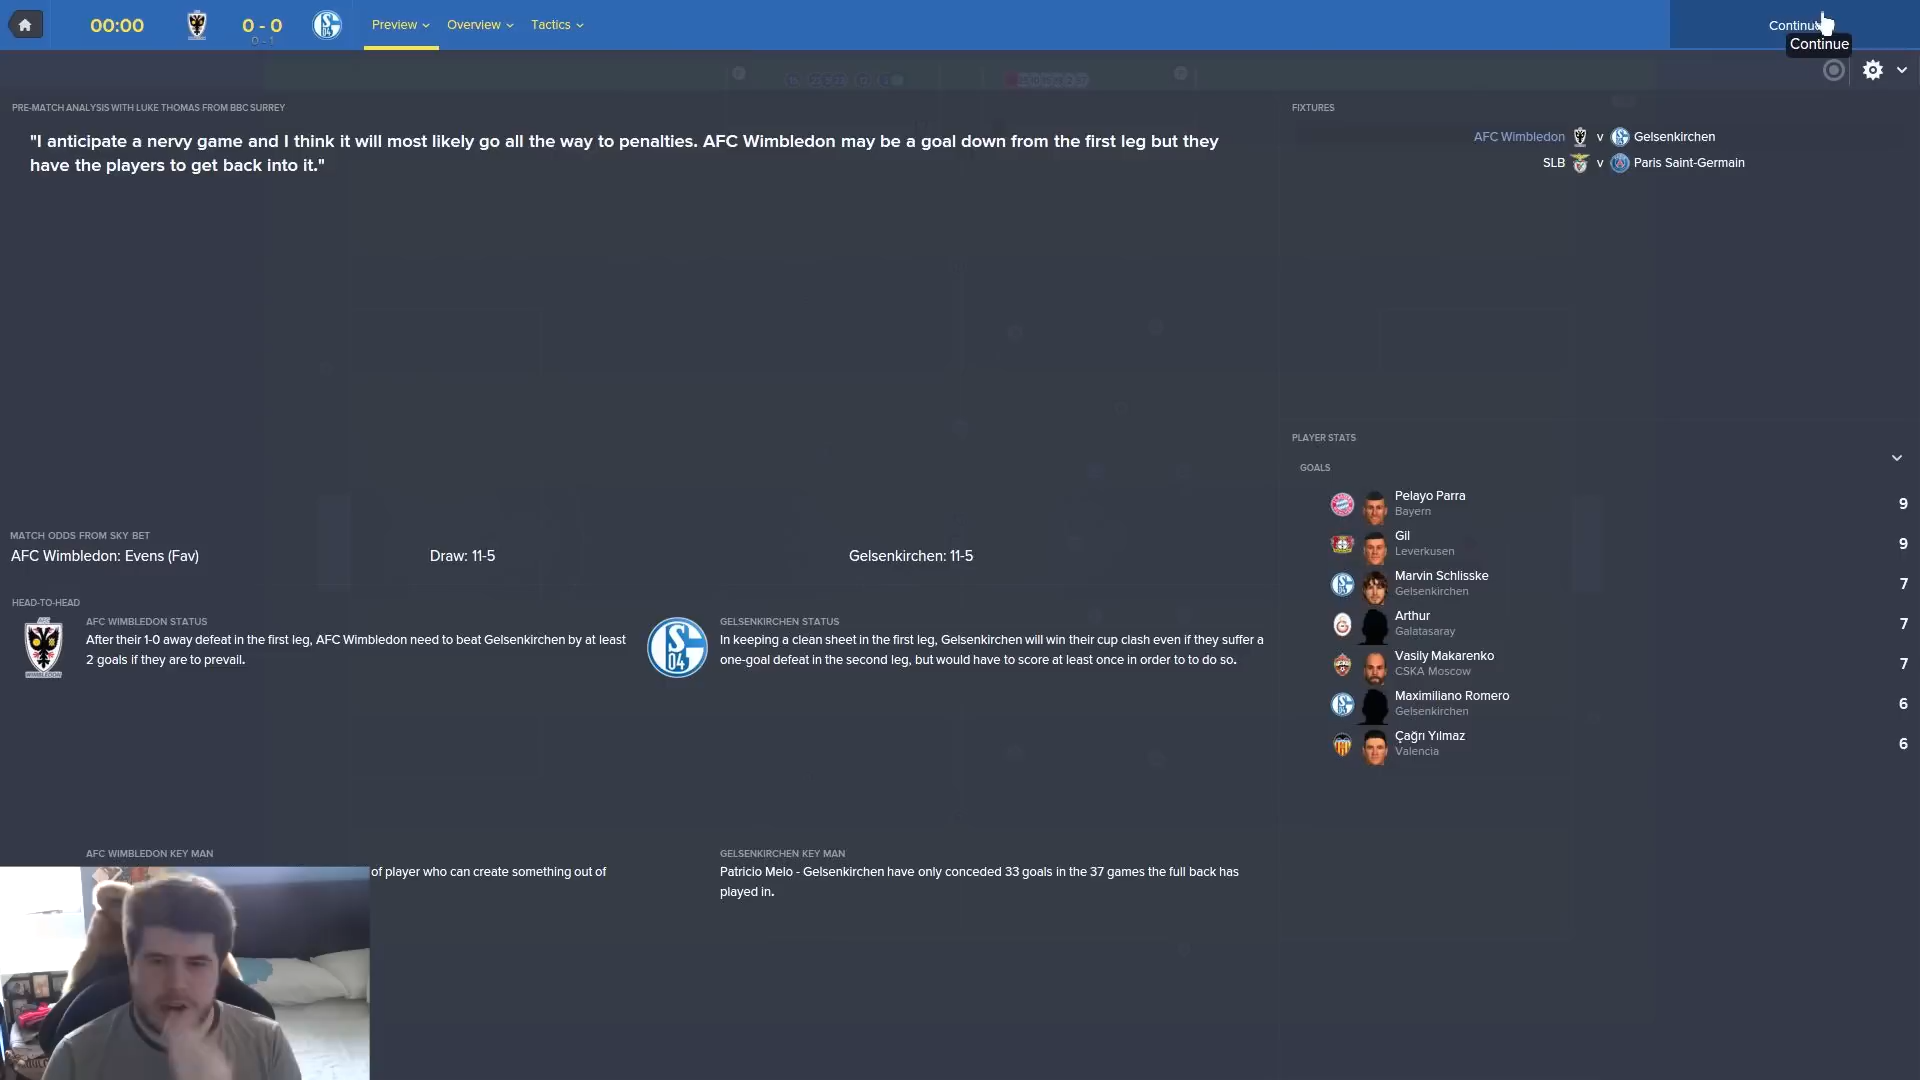 00:00
0 - 0
0 - 1
Preview
Overview
Tactics
Continue
Continue
PRE-MATCH ANALYSIS WITH LUKE THOMAS FROM BBC SURREY
"I anticipate a nervy game and I think it will most likely go all the way to penalties. AFC Wimbledon may be a goal down from the first leg but they
have the players to get back into it."
FIXTURES
AFC Wimbledon v Gelsenkirchen
SLB v Paris Saint-Germain
MATCH ODDS FROM SKY BET
AFC Wimbledon: Evens (Fav)
Draw: 11-5
Gelsenkirchen: 11-5
HEAD-TO-HEAD
AFC WIMBLEDON STATUS
After their 1-0 away defeat in the first leg, AFC Wimbledon need to beat Gelsenkirchen by at least
2 goals if they are to prevail.
GELSENKIRCHEN STATUS
In keeping a clean sheet in the first leg, Gelsenkirchen will win their cup clash even if they suffer a
one-goal defeat in the second leg, but would have to score at least once in order to to do so.
AFC WIMBLEDON KEY MAN
of player who can create something out of
GELSENKIRCHEN KEY MAN
Patricio Melo - Gelsenkirchen have only conceded 33 goals in the 37 games the full back has
played in.
PLAYER STATS
GOALS
Pelayo Parra
Bayern
9
Gil
Leverkusen
9
Marvin Schlisske
Gelsenkirchen
7
Arthur
Galatasaray
7
Vasily Makarenko
CSKA Moscow
7
Maximiliano Romero
Gelsenkirchen
6
Çağrı Yılmaz
Valencia
6